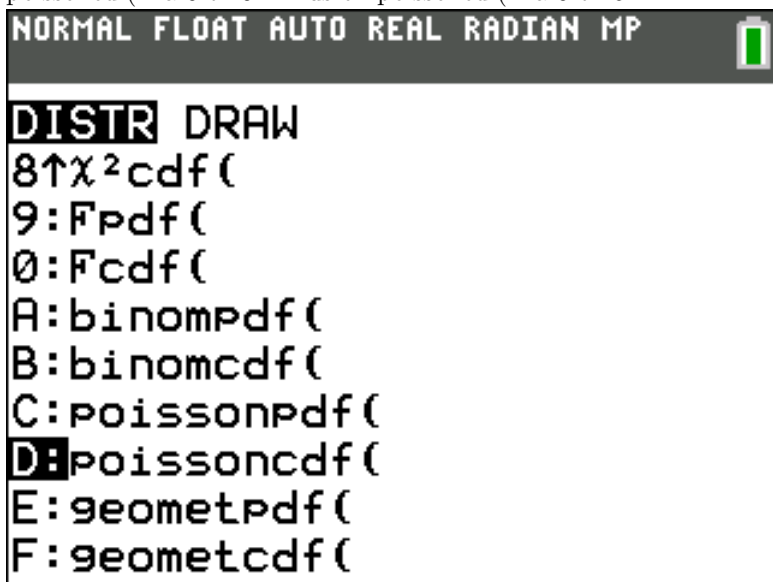 NORMAL FLOAT AUTO REAL RADIAN MP
DISTR DRAW
8↑χ²cdf(
9:Fpdf(
0:Fcdf(
A:binompdf(
B:binomcdf(
C:poissonpdf(
D:poissoncdf(
E:geometpdf(
F:geometcdf(